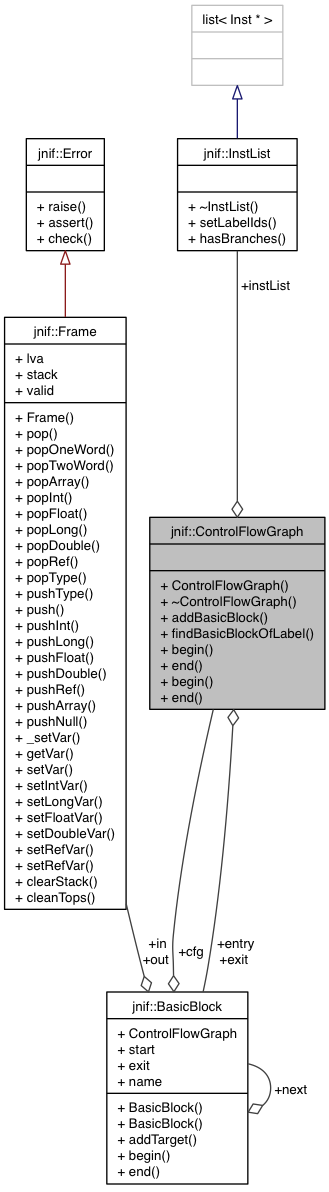 list< Inst * >
jnif::Error
+ raise()
+ assert()
+ check()
jnif::InstList
+ ~InstList()
+ setLabelIds()
+ hasBranches()
+instList
jnif::Frame
+ lva
+ stack
+ valid
+ Frame()
+ pop()
+ popOneWord()
+ popTwoWord()
+ popArray()
+ popInt()
+ popFloat()
+ popLong()
+ popDouble()
+ popRef()
+ popType()
+ pushType()
+ push()
+ pushInt()
+ pushLong()
+ pushFloat()
+ pushDouble()
+ pushRef()
+ pushArray()
+ pushNull()
+ _setVar()
+ getVar()
+ setVar()
+ setIntVar()
+ setLongVar()
+ setFloatVar()
+ setDoubleVar()
+ setRefVar()
+ setRefVar()
+ clearStack()
+ cleanTops()
jnif::ControlFlowGraph
+ ControlFlowGraph()
+ ~ControlFlowGraph()
+ addBasicBlock()
+ findBasicBlockOfLabel()
+ begin()
+ end()
+ begin()
+ end()
+in
+out
+cfg
+entry
+exit
jnif::BasicBlock
+ ControlFlowGraph
+ start
+ exit
+ name
+ BasicBlock()
+ BasicBlock()
+ addTarget()
+ begin()
+ end()
+next